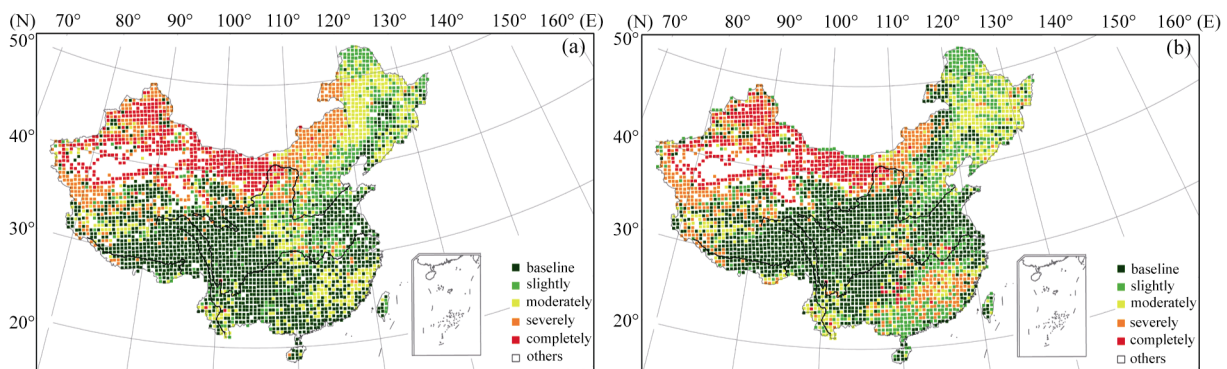 (N) 70° 80° 90° 100° 110° 120° 130° 140° 150° 160° (E)
50°
(a)
40°
30°
20°
baseline
slightly
moderately
severely
completely
others
(N) 70° 80° 90° 100° 110° 120° 130° 140° 150° 160° (E)
50°
(b)
40°
30°
20°
baseline
slightly
moderately
severely
completely
others